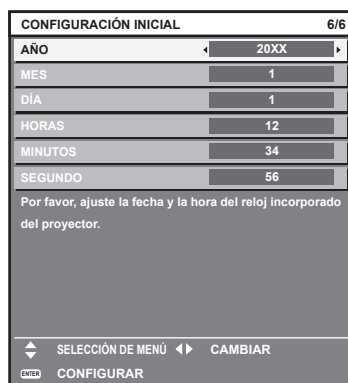 CONFIGURACIÓN INICIAL 6/6
AÑO 20XX
MES 1
DÍA 1
HORAS 12
MINUTOS 34
SEGUNDO 56
Por favor, ajuste la fecha y la hora del reloj incorporado
del proyector.
SELECCIÓN DE MENÚ CAMBIAR
ENTER CONFIGURAR